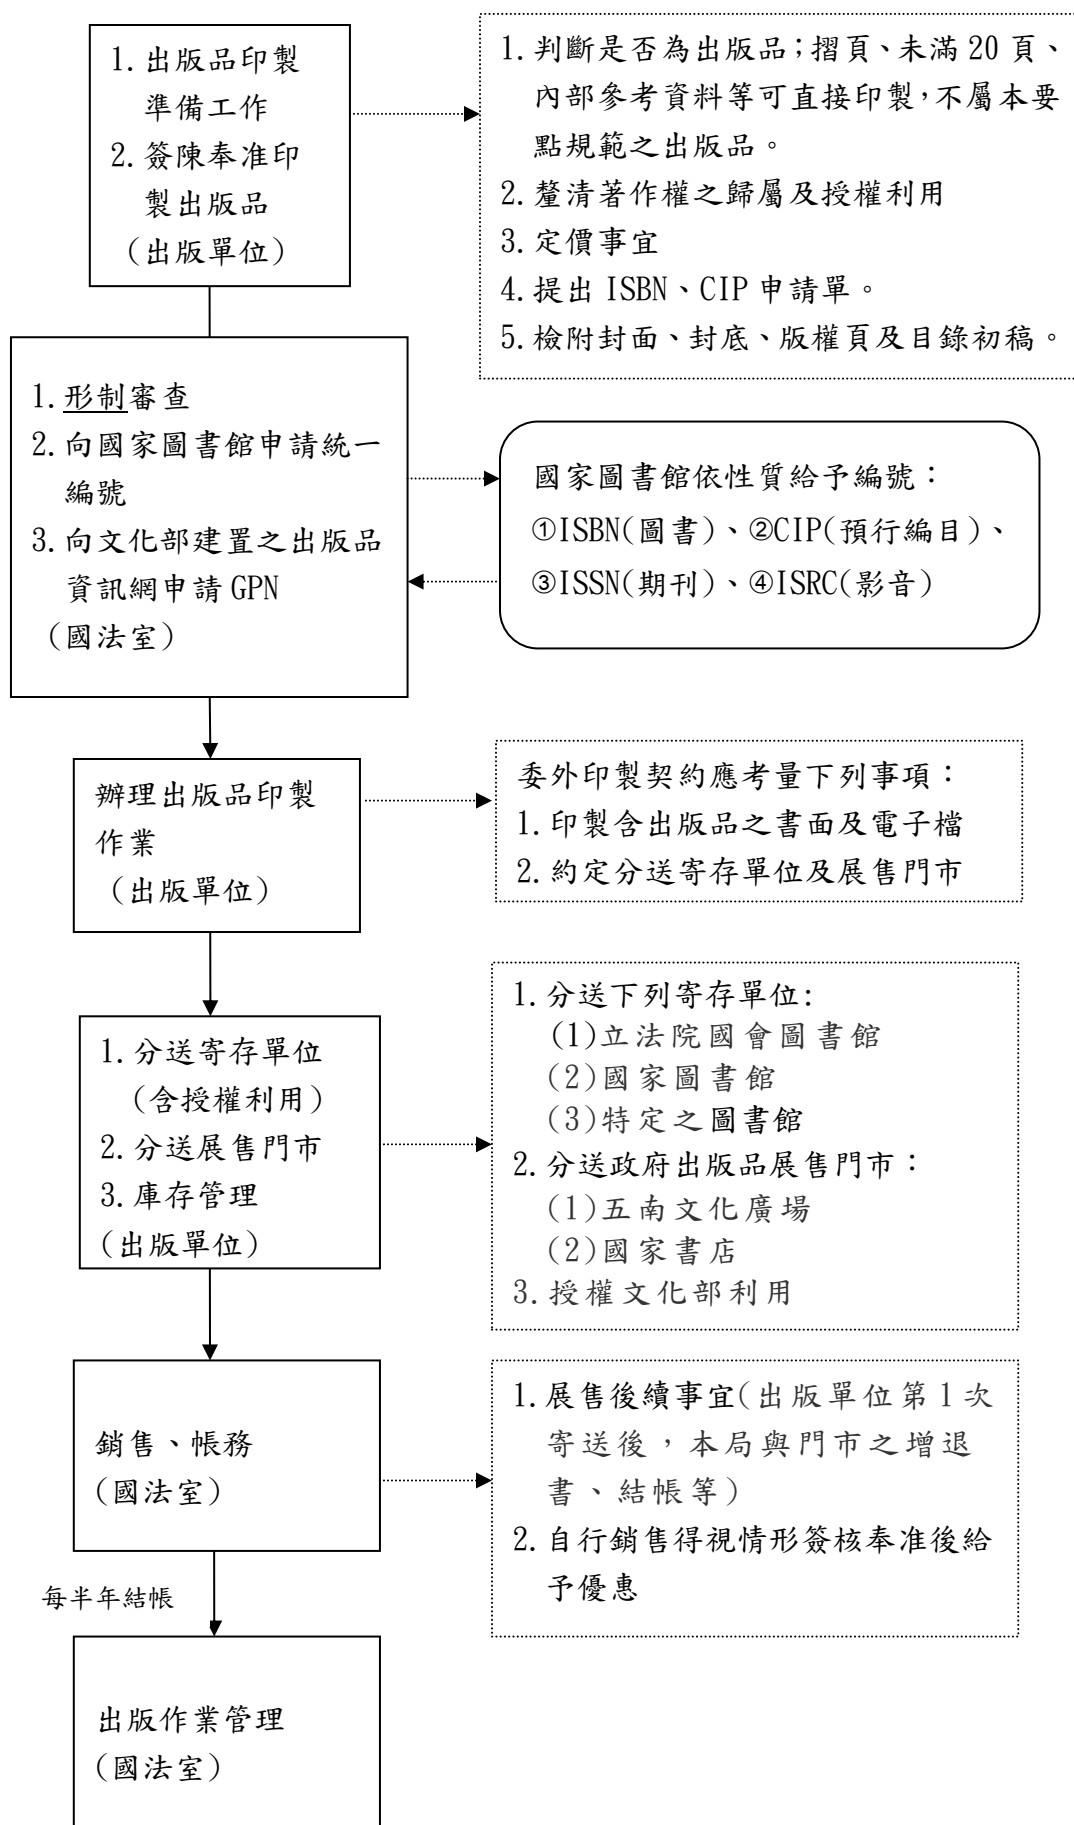 1. 出版品印製
準備工作
2. 簽陳奉准印
製出版品
(出版單位)
1. 判斷是否為出版品；摺頁、未滿 20 頁、
內部參考資料等可直接印製，不屬本要
點規範之出版品。
2. 釐清著作權之歸屬及授權利用
3. 定價事宜
4. 提出 ISBN、CIP 申請單。
5. 檢附封面、封底、版權頁及目錄初稿。
1. 形制審查
2. 向國家圖書館申請統一
編號
3. 向文化部建置之出版品
資訊網申請 GPN
(國法室)
國家圖書館依性質給予編號：
①ISBN(圖書)、②CIP(預行編目)、
③ISSN(期刊)、④ISRC(影音)
辦理出版品印製
作業
(出版單位)
委外印製契約應考量下列事項：
1. 印製含出版品之書面及電子檔
2. 約定分送寄存單位及展售門市
1. 分送寄存單位
(含授權利用)
2. 分送展售門市
3. 庫存管理
(出版單位)
1. 分送下列寄存單位:
(1)立法院國會圖書館
(2)國家圖書館
(3)特定之圖書館
2. 分送政府出版品展售門市：
(1)五南文化廣場
(2)國家書店
3. 授權文化部利用
銷售、帳務
(國法室)
1. 展售後續事宜(出版單位第 1 次
寄送後，本局與門市之增退
書、結帳等)
2. 自行銷售得視情形簽核奉准後給
予優惠
每半年結帳
出版作業管理
(國法室)